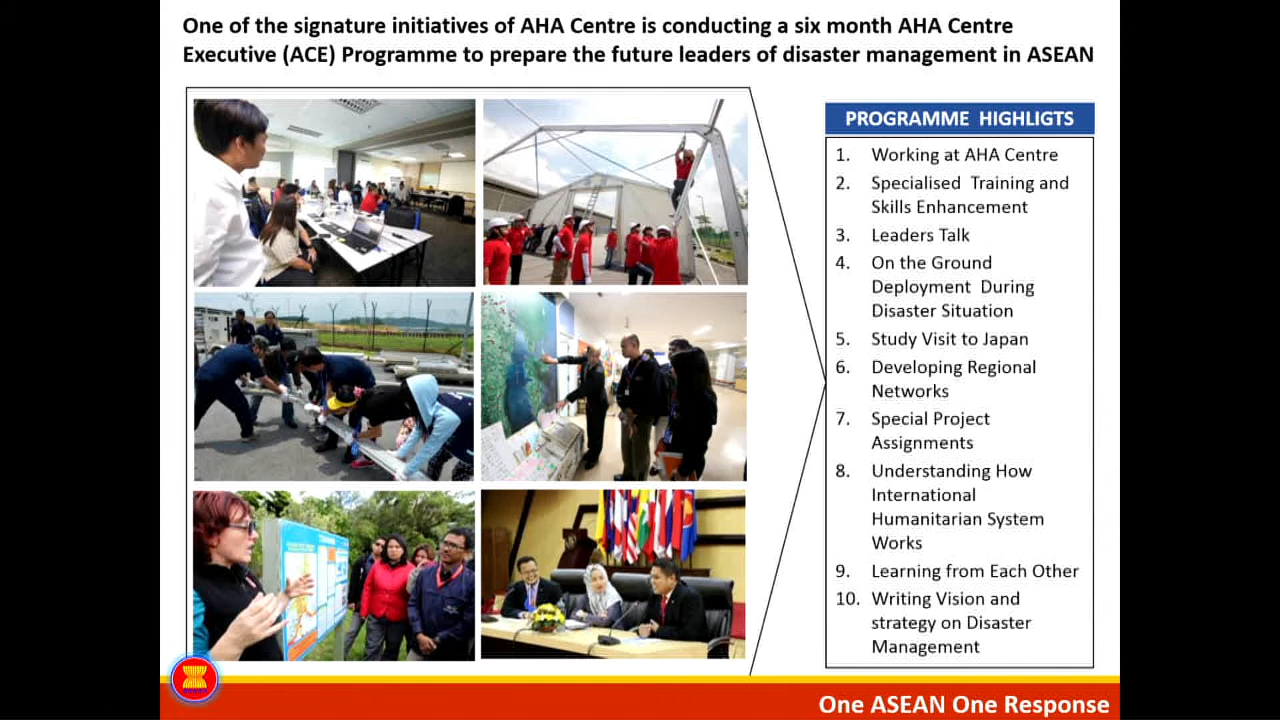 One of the signature initiatives of AHA Centre is conducting a six month AHA Centre
Executive (ACE) Programme to prepare the future leaders of disaster management in ASEAN
PROGRAMME HIGHLIGTS
1. Working at AHA Centre
2. Specialised Training and
Skills Enhancement
3. Leaders Talk
4. On the Ground
Deployment During
Disaster Situation
5. Study Visit to Japan
6. Developing Regional
Networks
7. Special Project
Assignments
8. Understanding How
International
Humanitarian System
Works
9. Learning from Each Other
10. Writing Vision and
strategy on Disaster
Management
One ASEAN One Response